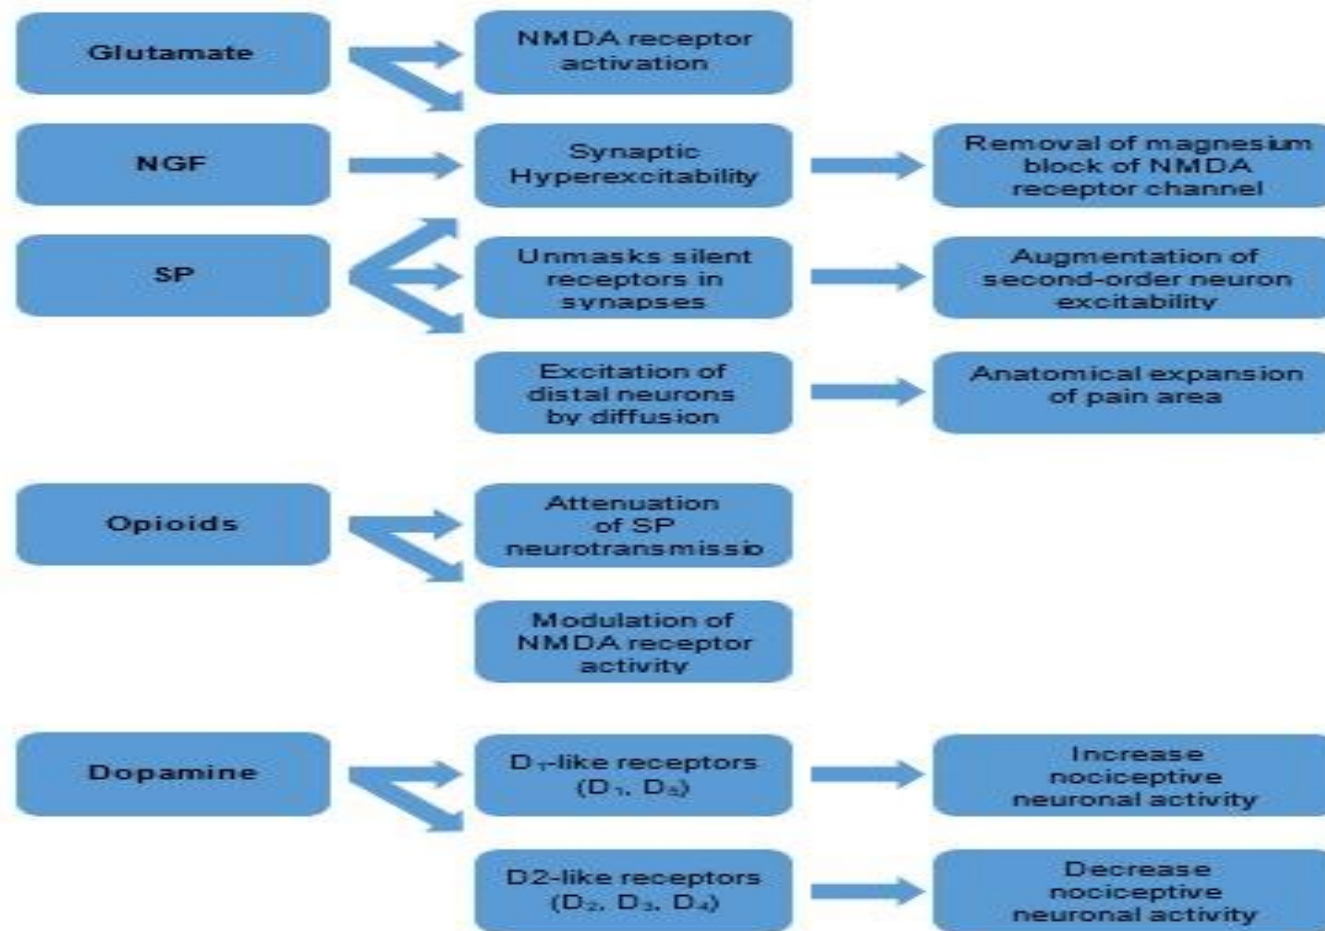 Glutamate
NMDA receptor
activation
NGF
Synaptic
Hyperexcitability
Removal of magnesium
block of NMDA
receptor channel
SP
Unmasks silent
receptors in
synapses
Augmentation of
second-order neuron
excitability
Excitation of
distal neurons
by diffusion
Anatomical expansion
of pain area
Opioids
Attenuation
of SP
neurotransmissio
Modulation of
NMDA receptor
activity
Dopamine
D₁-like receptors
(D₁, D₅)
Increase
nociceptive
neuronal activity
D2-like receptors
(D₂, D₃, D₄)
Decrease
nociceptive
neuronal activity